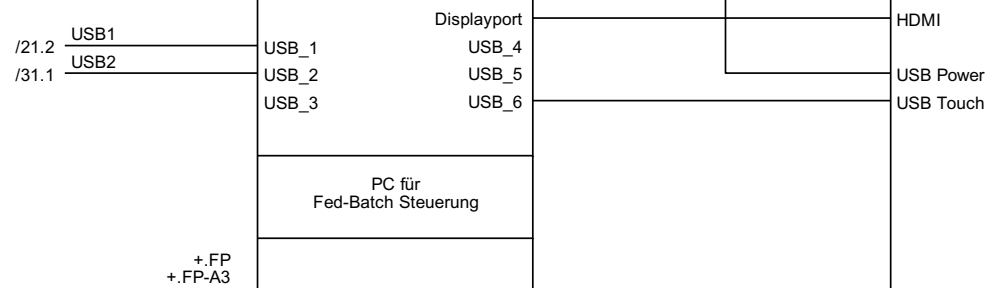 Displayport
HDMI
USB1
/21.2
USB_1
USB_4
USB2
/31.1
USB_2
USB_5
USB Power
USB_3
USB_6
USB Touch
PC für
Fed-Batch Steuerung
+.FP
+.FP-A3